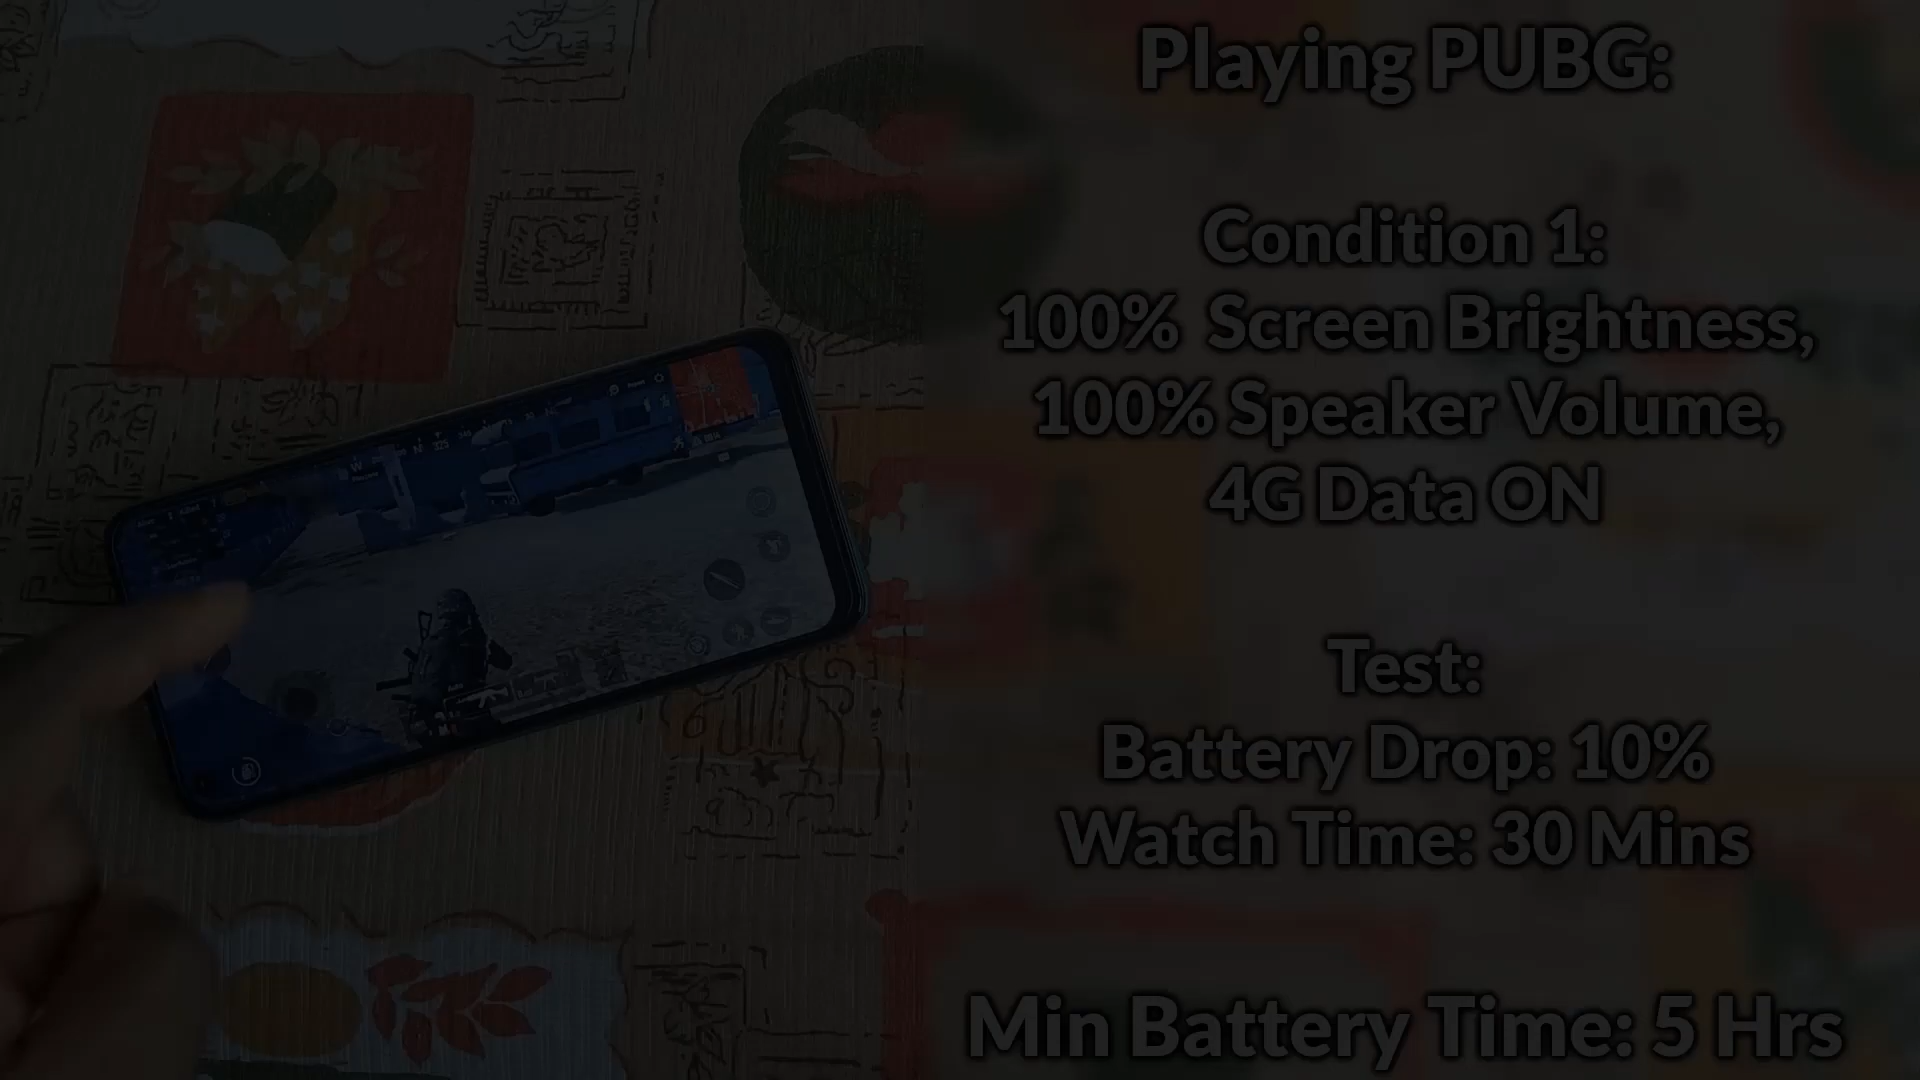 Playing PUBG:
Condition 1:
100% Screen Brightness,
100% Speaker Volume,
4G Data ON
Test:
Battery Drop: 10%
Watch Time: 30 Mins
Min Battery Time: 5 Hrs